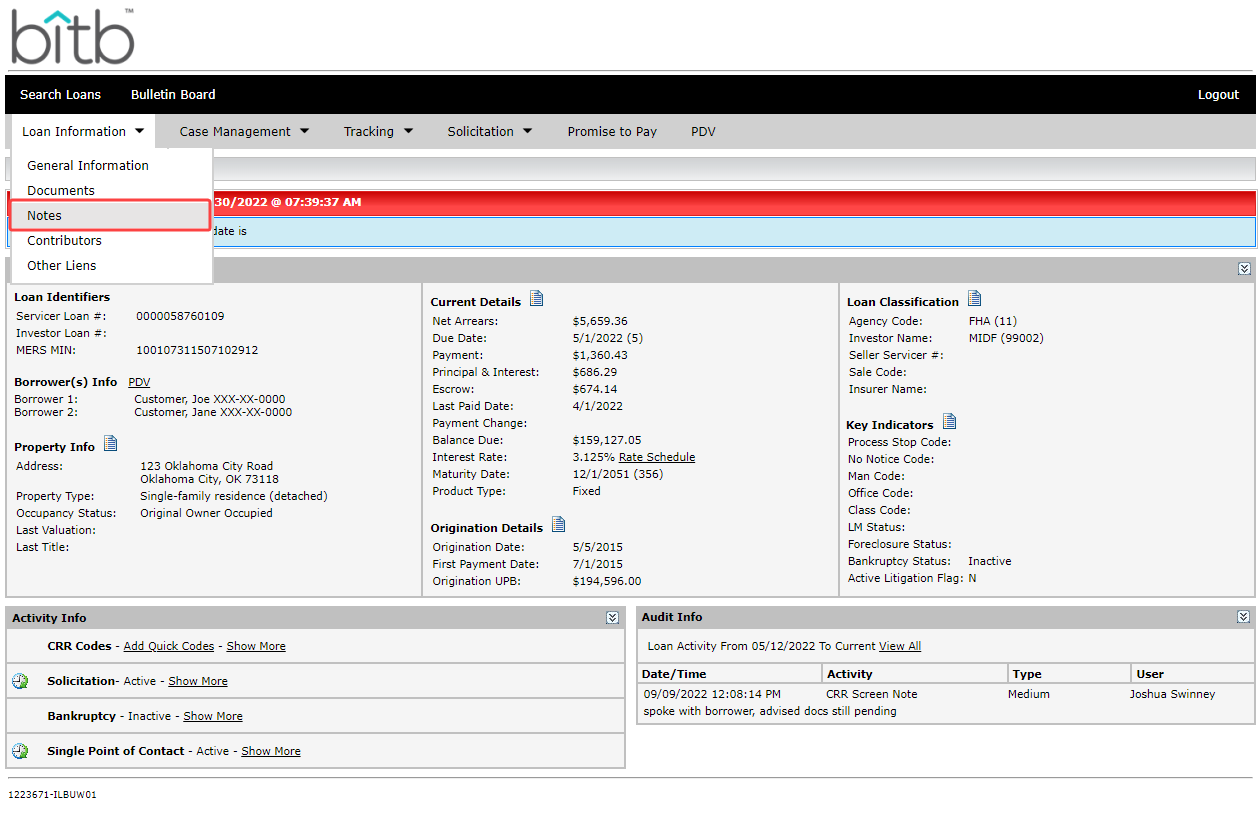 bitb™
Search Loans Bulletin Board Logout
Loan Information Case Management Tracking Solicitation Promise to Pay PDV
General Information
Documents
30/2022 @ 07:39:37 AM
Notes
date is
Contributors
Other Liens
Loan Identifiers
Servicer Loan #: 0000058760109
Investor Loan #:
MERS MIN: 100107311507102912
Borrower(s) Info PDV
Borrower 1: Customer, Joe XXX-XX-0000
Borrower 2: Customer, Jane XXX-XX-0000
Property Info
Address: 123 Oklahoma City Road
Oklahoma City, OK 73118
Property Type: Single-family residence (detached)
Occupancy Status: Original Owner Occupied
Last Valuation:
Last Title:
Current Details
Net Arrears: $5,659.36
Due Date: 5/1/2022 (5)
Payment: $1,360.43
Principal & Interest: $686.29
Escrow: $674.14
Last Paid Date: 4/1/2022
Payment Change:
Balance Due: $159,127.05
Interest Rate: 3.125% Rate Schedule
Maturity Date: 12/1/2051 (356)
Product Type: Fixed
Origination Details
Origination Date: 5/5/2015
First Payment Date: 7/1/2015
Origination UPB: $194,596.00
Loan Classification
Agency Code: FHA (11)
Investor Name: MIDF (99002)
Seller Servicer #:
Sale Code:
Insurer Name:
Key Indicators
Process Stop Code:
No Notice Code:
Man Code:
Office Code:
Class Code:
LM Status:
Foreclosure Status:
Bankruptcy Status: Inactive
Active Litigation Flag: N
Activity Info
CRR Codes - Add Quick Codes - Show More
Solicitation- Active - Show More
Bankruptcy - Inactive - Show More
Single Point of Contact - Active - Show More
Audit Info
Loan Activity From 05/12/2022 To Current View All
Date/Time Activity Type User
09/09/2022 12:08:14 PM CRR Screen Note Medium Joshua Swinney
spoke with borrower, advised docs still pending
1223671-ILBUW01